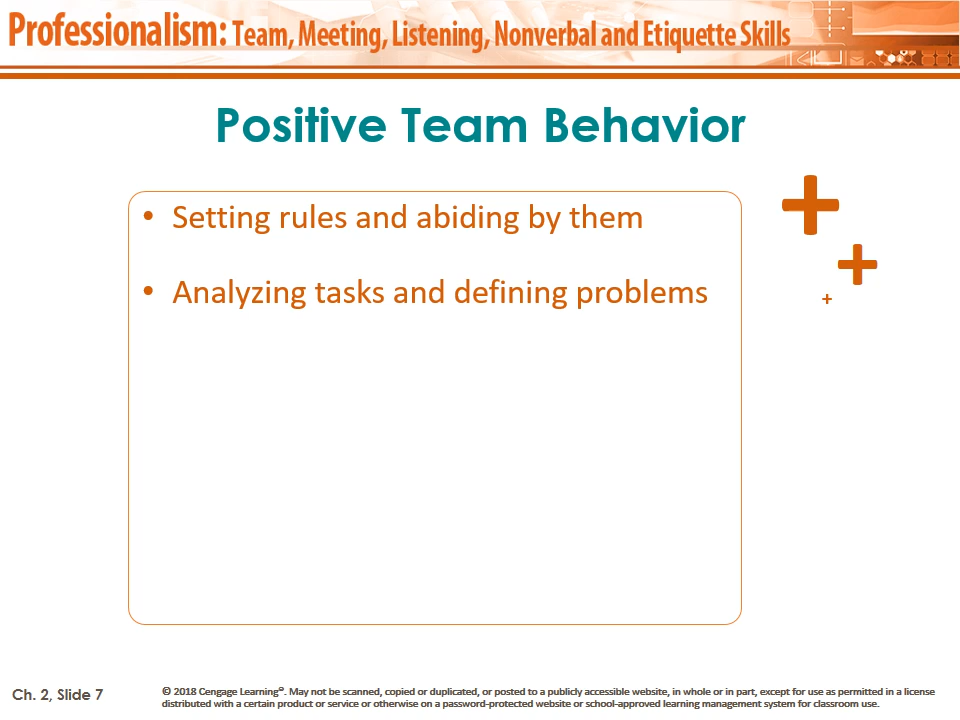 Professionalism: Team, Meeting, Listening, Nonverbal and Etiquette Skills
Positive Team Behavior
• Setting rules and abiding by them
• Analyzing tasks and defining problems
Ch. 2, Slide 7
© 2018 Cengage Learning®. May not be scanned, copied or duplicated, or posted to a publicly accessible website, in whole or in part, except for use as permitted in a license
distributed with a certain product or service or otherwise on a password-protected website or school-approved learning management system for classroom use.